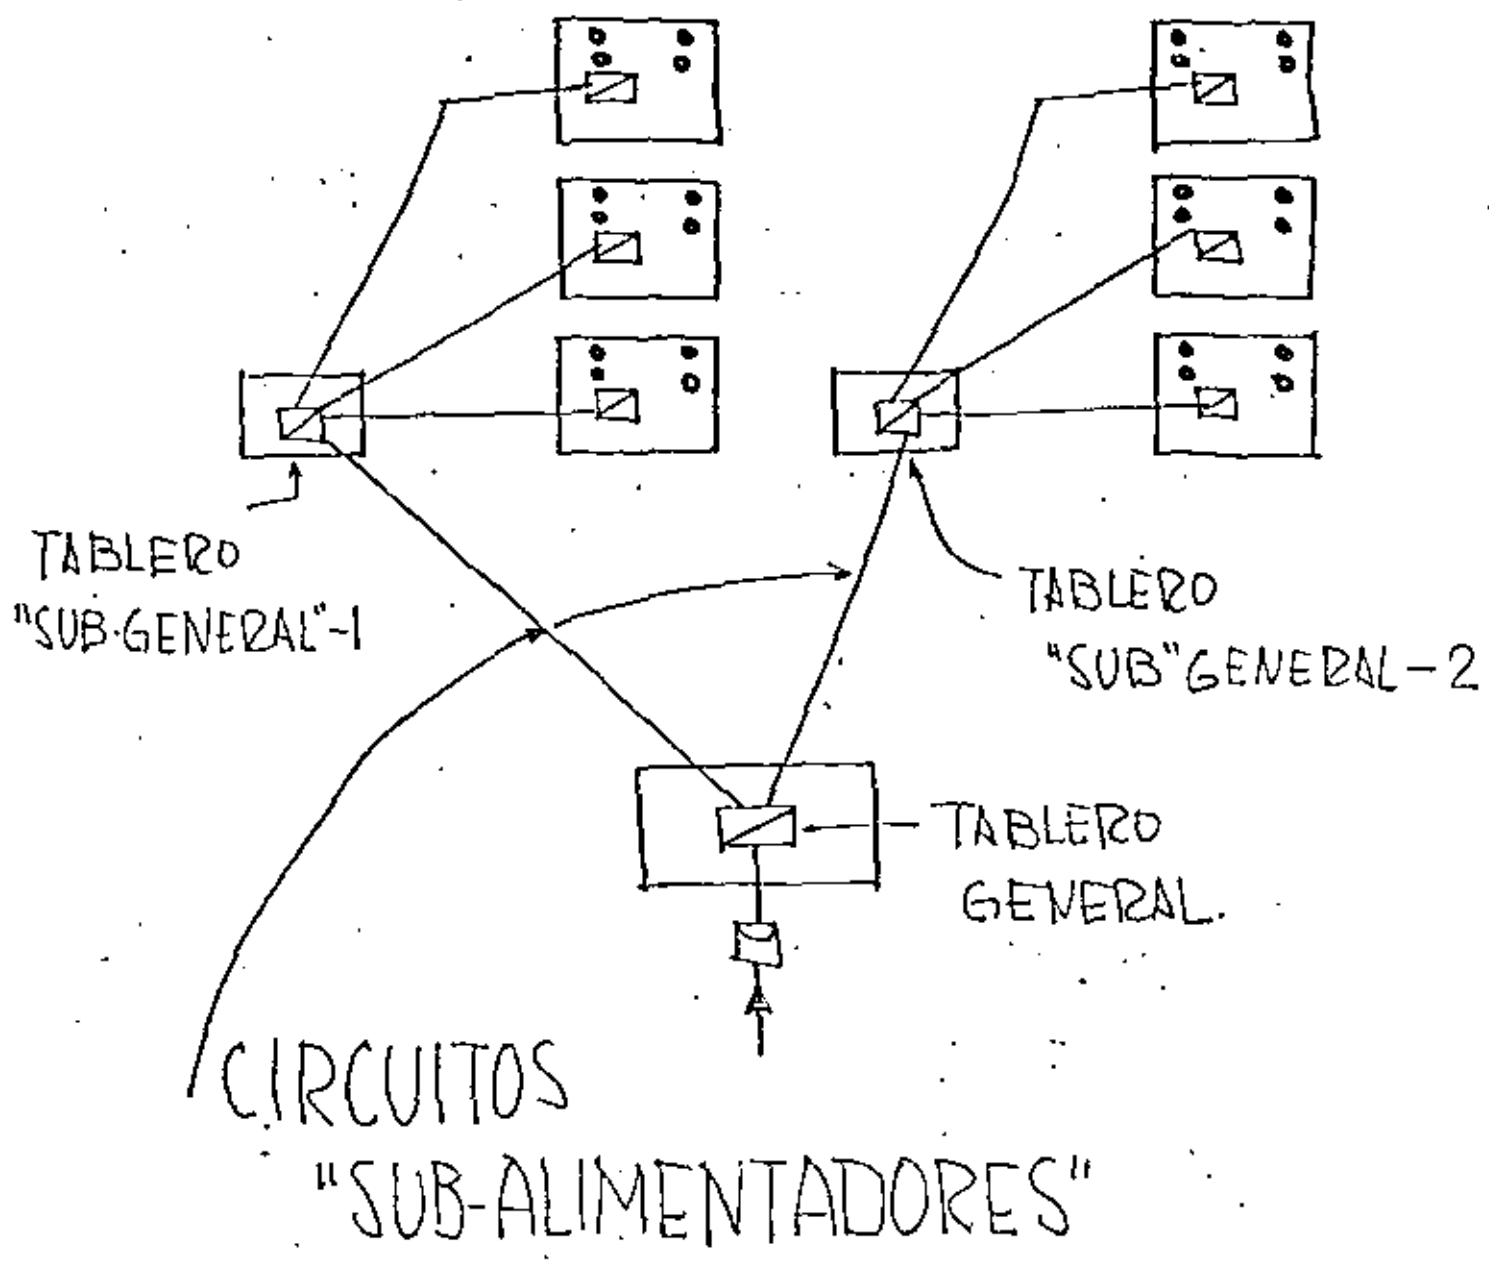 TABLERO
"SUB-GENERAL"-1
TABLERO
"SUB"GENERAL-2
TABLERO
GENERAL.
CIRCUITOS
"SUB-ALIMENTADORES"